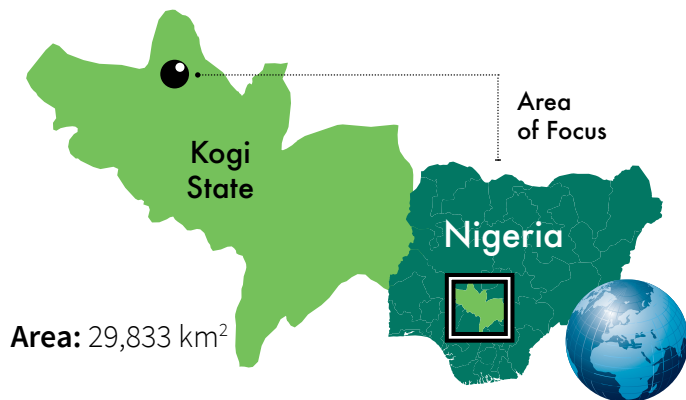 Area
of Focus
Kogi
State
Nigeria
Area: 29,833 km²